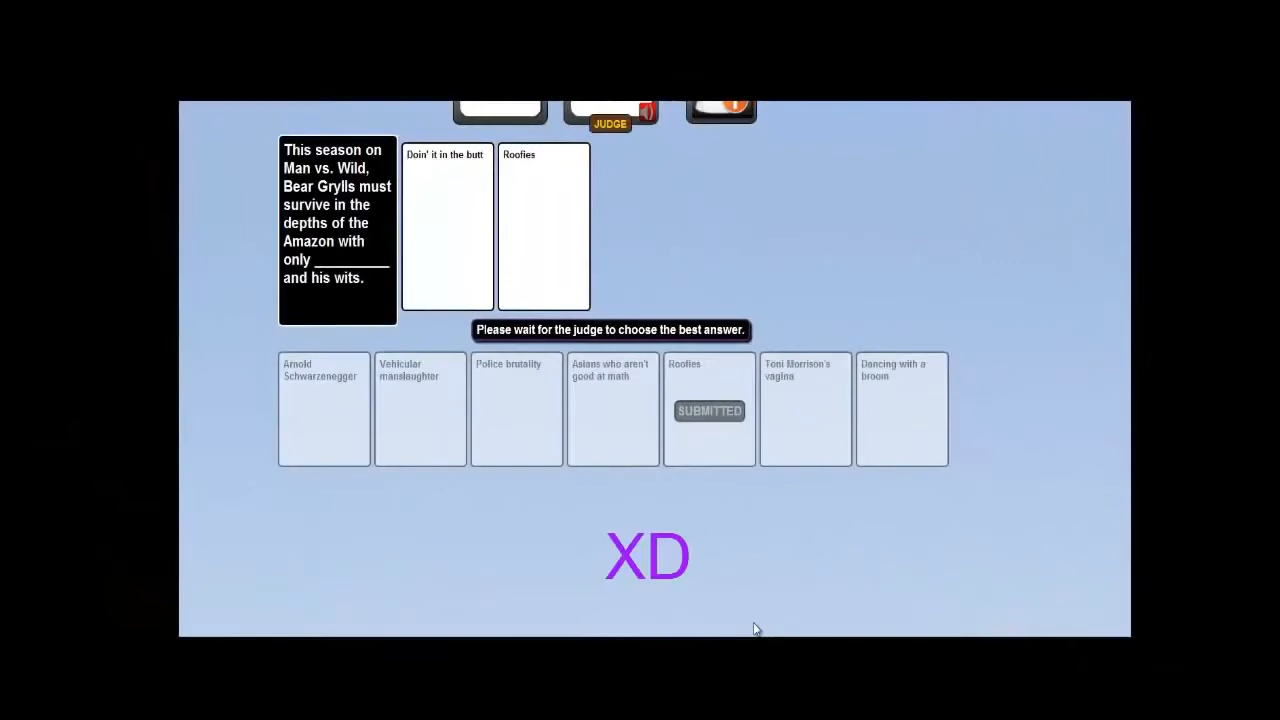 JUDGE
This season on
Man vs. Wild,
Bear Grylls must
survive in the
depths of the
Amazon with
only __________
and his wits.
Doin' it in the butt
Roofies
Please wait for the judge to choose the best answer.
Arnold
Schwarzenegger
Vehicular
manslaughter
Police brutality
Asians who aren't
good at math
Roofies
SUBMITTED
Toni Morrison's
vagina
Dancing with a
broom
XD